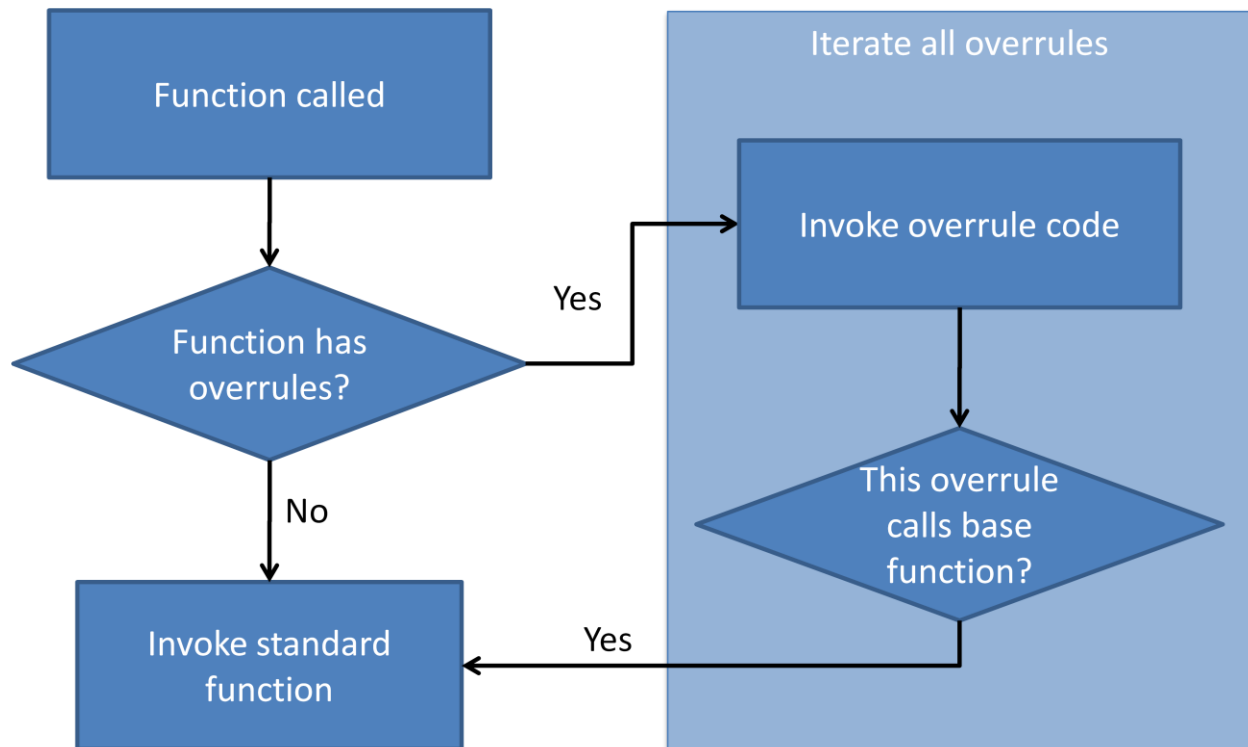 Function called
Function has
overrules?
Yes
No
Invoke standard
function
Iterate all overrules
Invoke overrule code
This overrule
calls base
function?
Yes